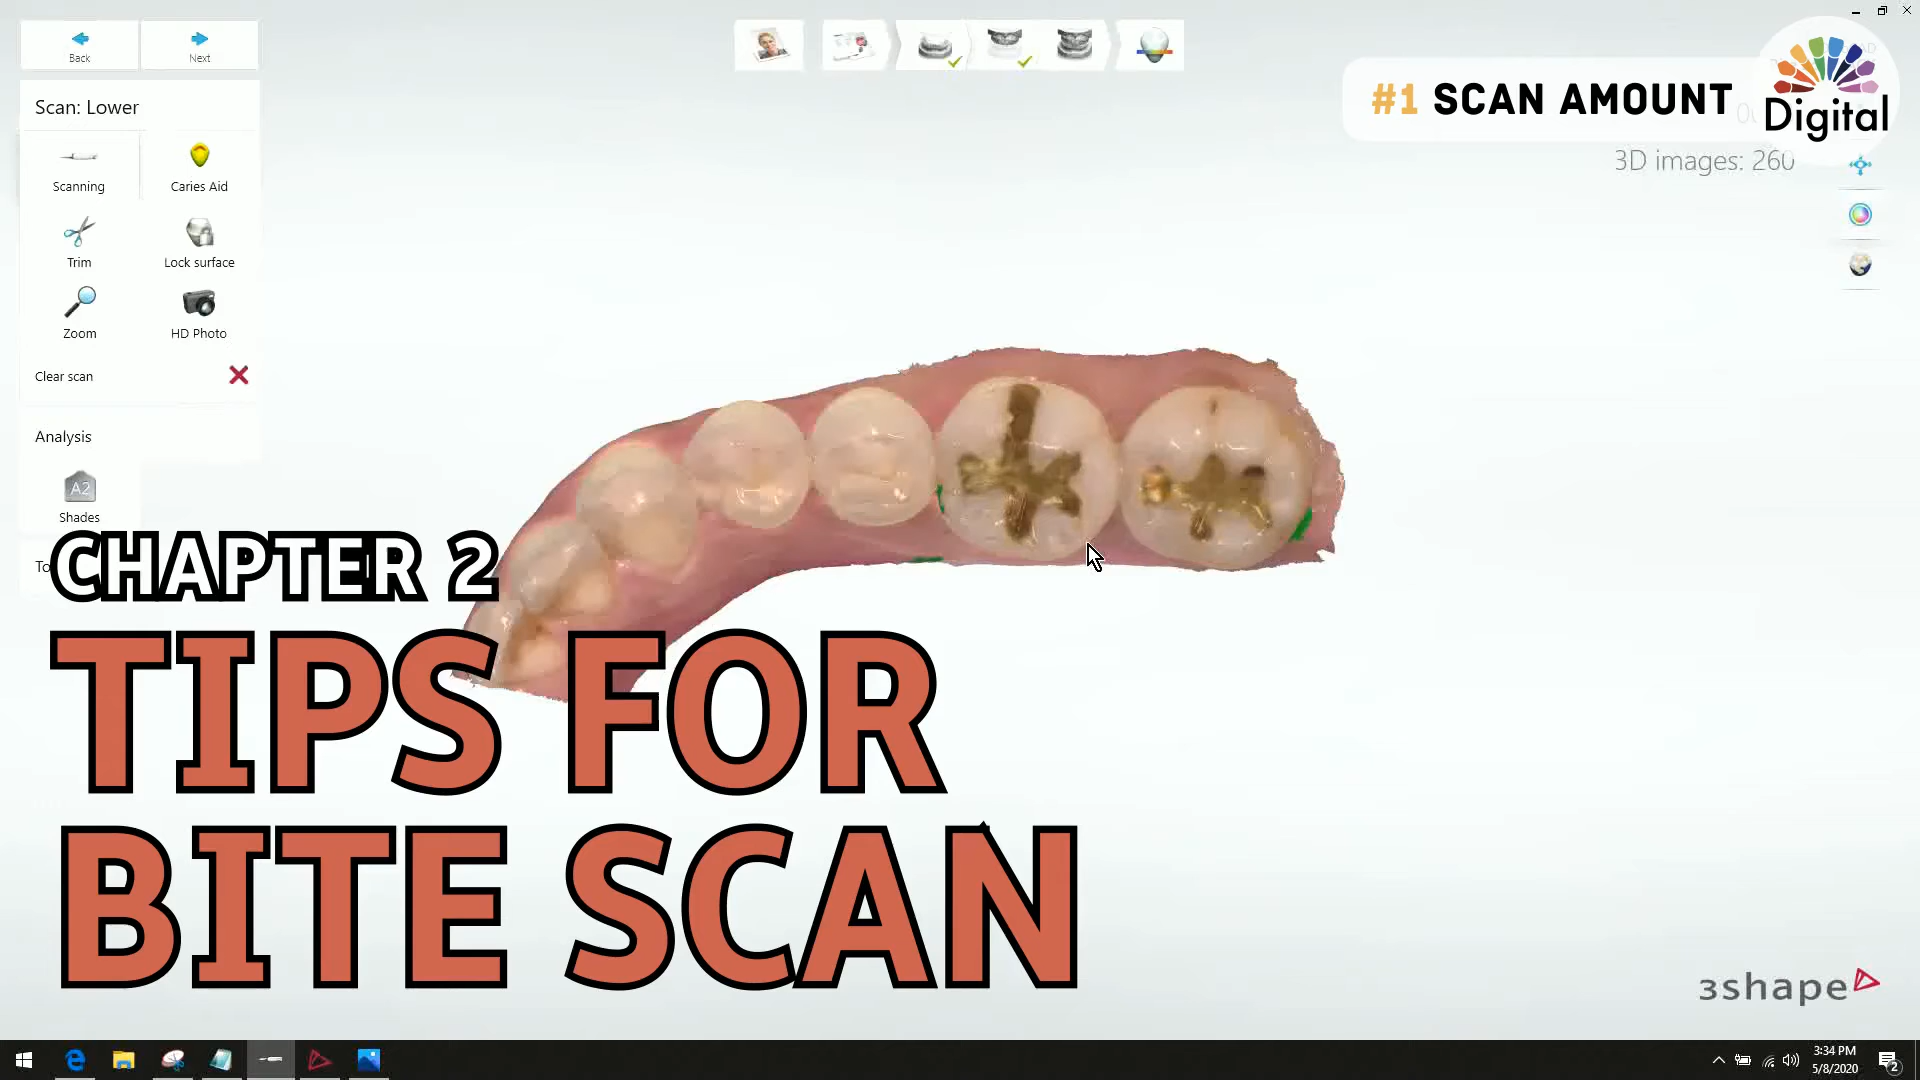 Back
Next
Scan: Lower
Scanning
Caries Aid
Trim
Lock surface
Zoom
HD Photo
Clear scan
Analysis
A2
Shades
#1 SCAN AMOUNT
Digital
3D images: 260
CHAPTER 2
TIPS FOR
BITE SCAN
3shape
3:34 PM
5/8/2020
2